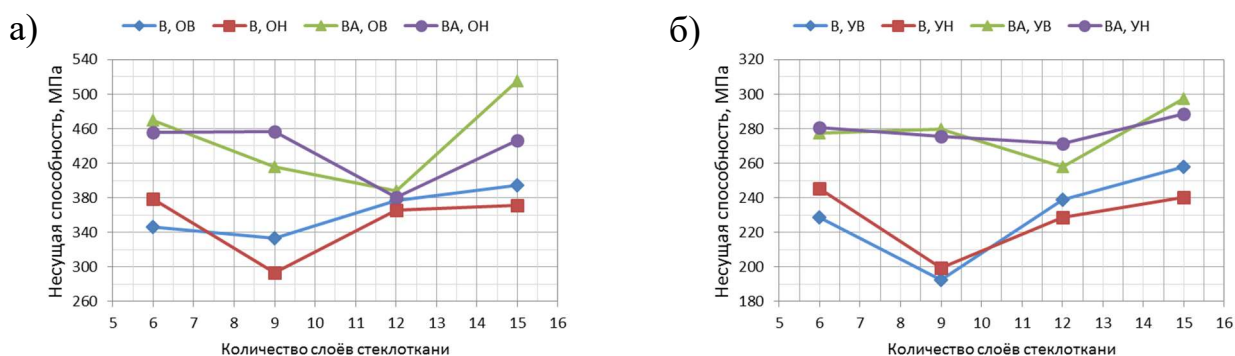 а)
В, ОВ В, ОН ВА, ОВ ВА, ОН
Несущая способность, МПа
540
500
460
420
380
340
300
260
5 6 7 8 9 10 11 12 13 14 15 16
Количество слоёв стеклоткани
б)
В, УВ В, УН ВА, УВ ВА, УН
Несущая способность, МПа
320
300
280
260
240
220
200
180
5 6 7 8 9 10 11 12 13 14 15 16
Количество слоёв стеклоткани